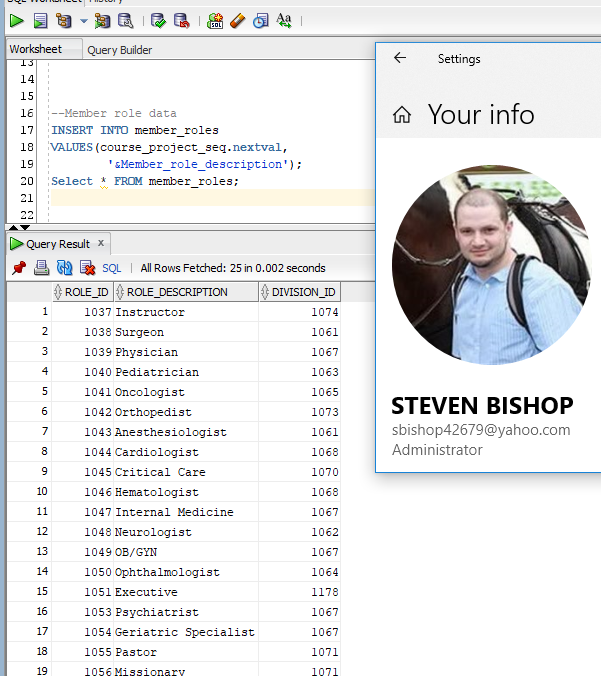 SQL Worksheet History
Worksheet Query Builder
13
14
15
16 --Member role data
17 INSERT INTO member_roles
18 VALUES(course_project_seq.nextval,
19 '&Member_role_description');
20 Select * FROM member_roles;
21
22
Query Result x
SQL | All Rows Fetched: 25 in 0.002 seconds
ROLE_ID ROLE_DESCRIPTION DIVISION_ID
1 1037 Instructor 1074
2 1038 Surgeon 1061
3 1039 Physician 1067
4 1040 Pediatrician 1063
5 1041 Oncologist 1065
6 1042 Orthopedist 1073
7 1043 Anesthesiologist 1061
8 1044 Cardiologist 1068
9 1045 Critical Care 1070
10 1046 Hematologist 1068
11 1047 Internal Medicine 1067
12 1048 Neurologist 1062
13 1049 OB/GYN 1067
14 1050 Ophthalmologist 1064
15 1051 Executive 1178
16 1053 Psychiatrist 1067
17 1054 Geriatric Specialist 1067
18 1055 Pastor 1071
19 1056 Missionary 1071
Settings
Your info
STEVEN BISHOP
sbishop42679@yahoo.com
Administrator